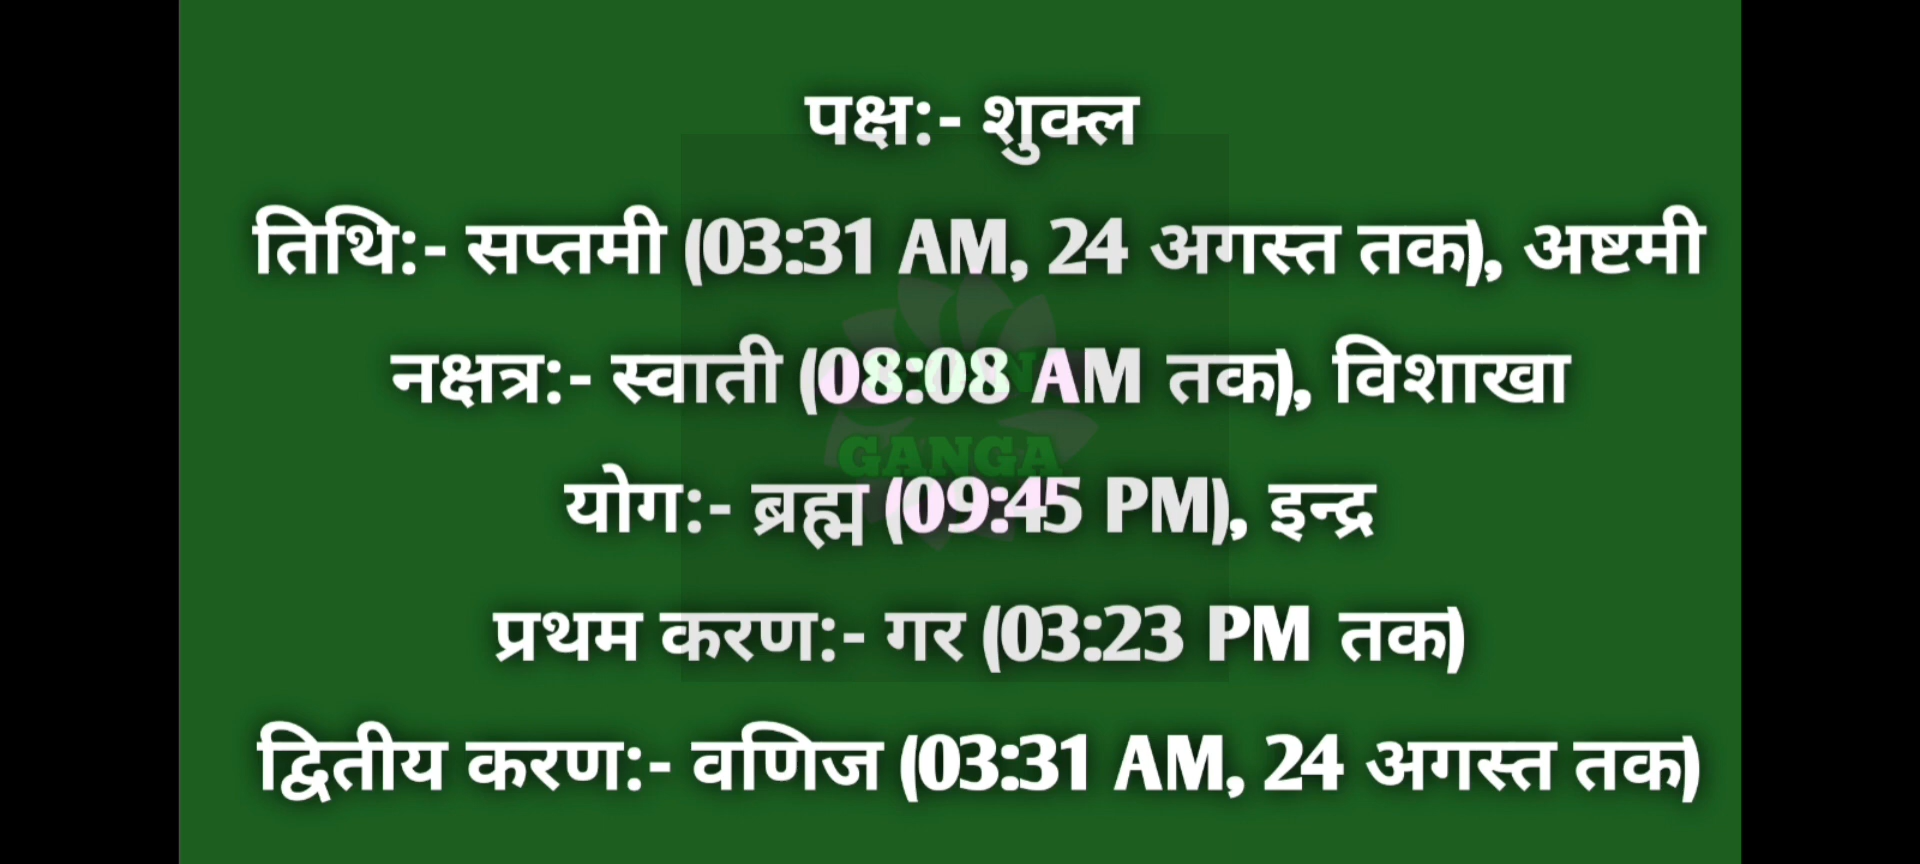 पक्ष:- शुक्ल
तिथि:- सप्तमी (03:31 AM, 24 अगस्त तक), अष्टमी
नक्षत्र:- स्वाती (08:08 AM तक), विशाखा
GANGA
योग:- ब्रह्म (09:45 PM), इन्द्र
प्रथम करण:- गर (03:23 PM तक)
द्वितीय करण:- वणिज (03:31 AM, 24 अगस्त तक)